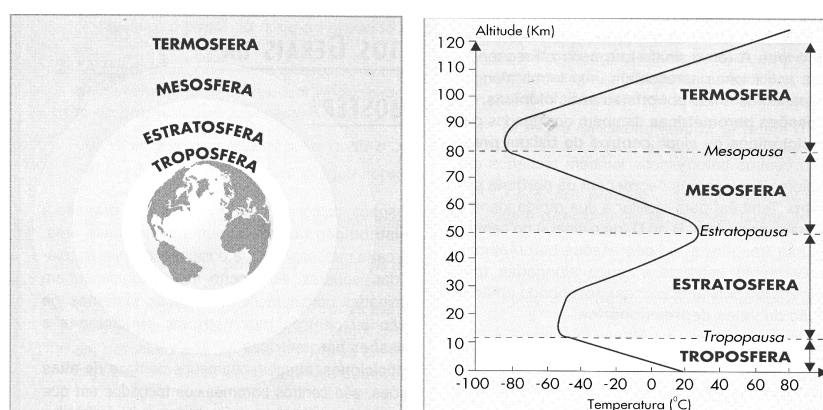 TERMOSFERA
MESOSFERA
ESTRATOSFERA
TROPOSFERA
Altitude (Km)
120
110
100
90
80
70
60
50
40
30
20
10
0
TERMOSFERA
Mesopausa
MESOSFERA
Estratopausa
ESTRATOSFERA
Tropopausa
TROPOSFERA
-100 -80 -60 -40 -20 0 20 40 60 80
Temperatura (°C)